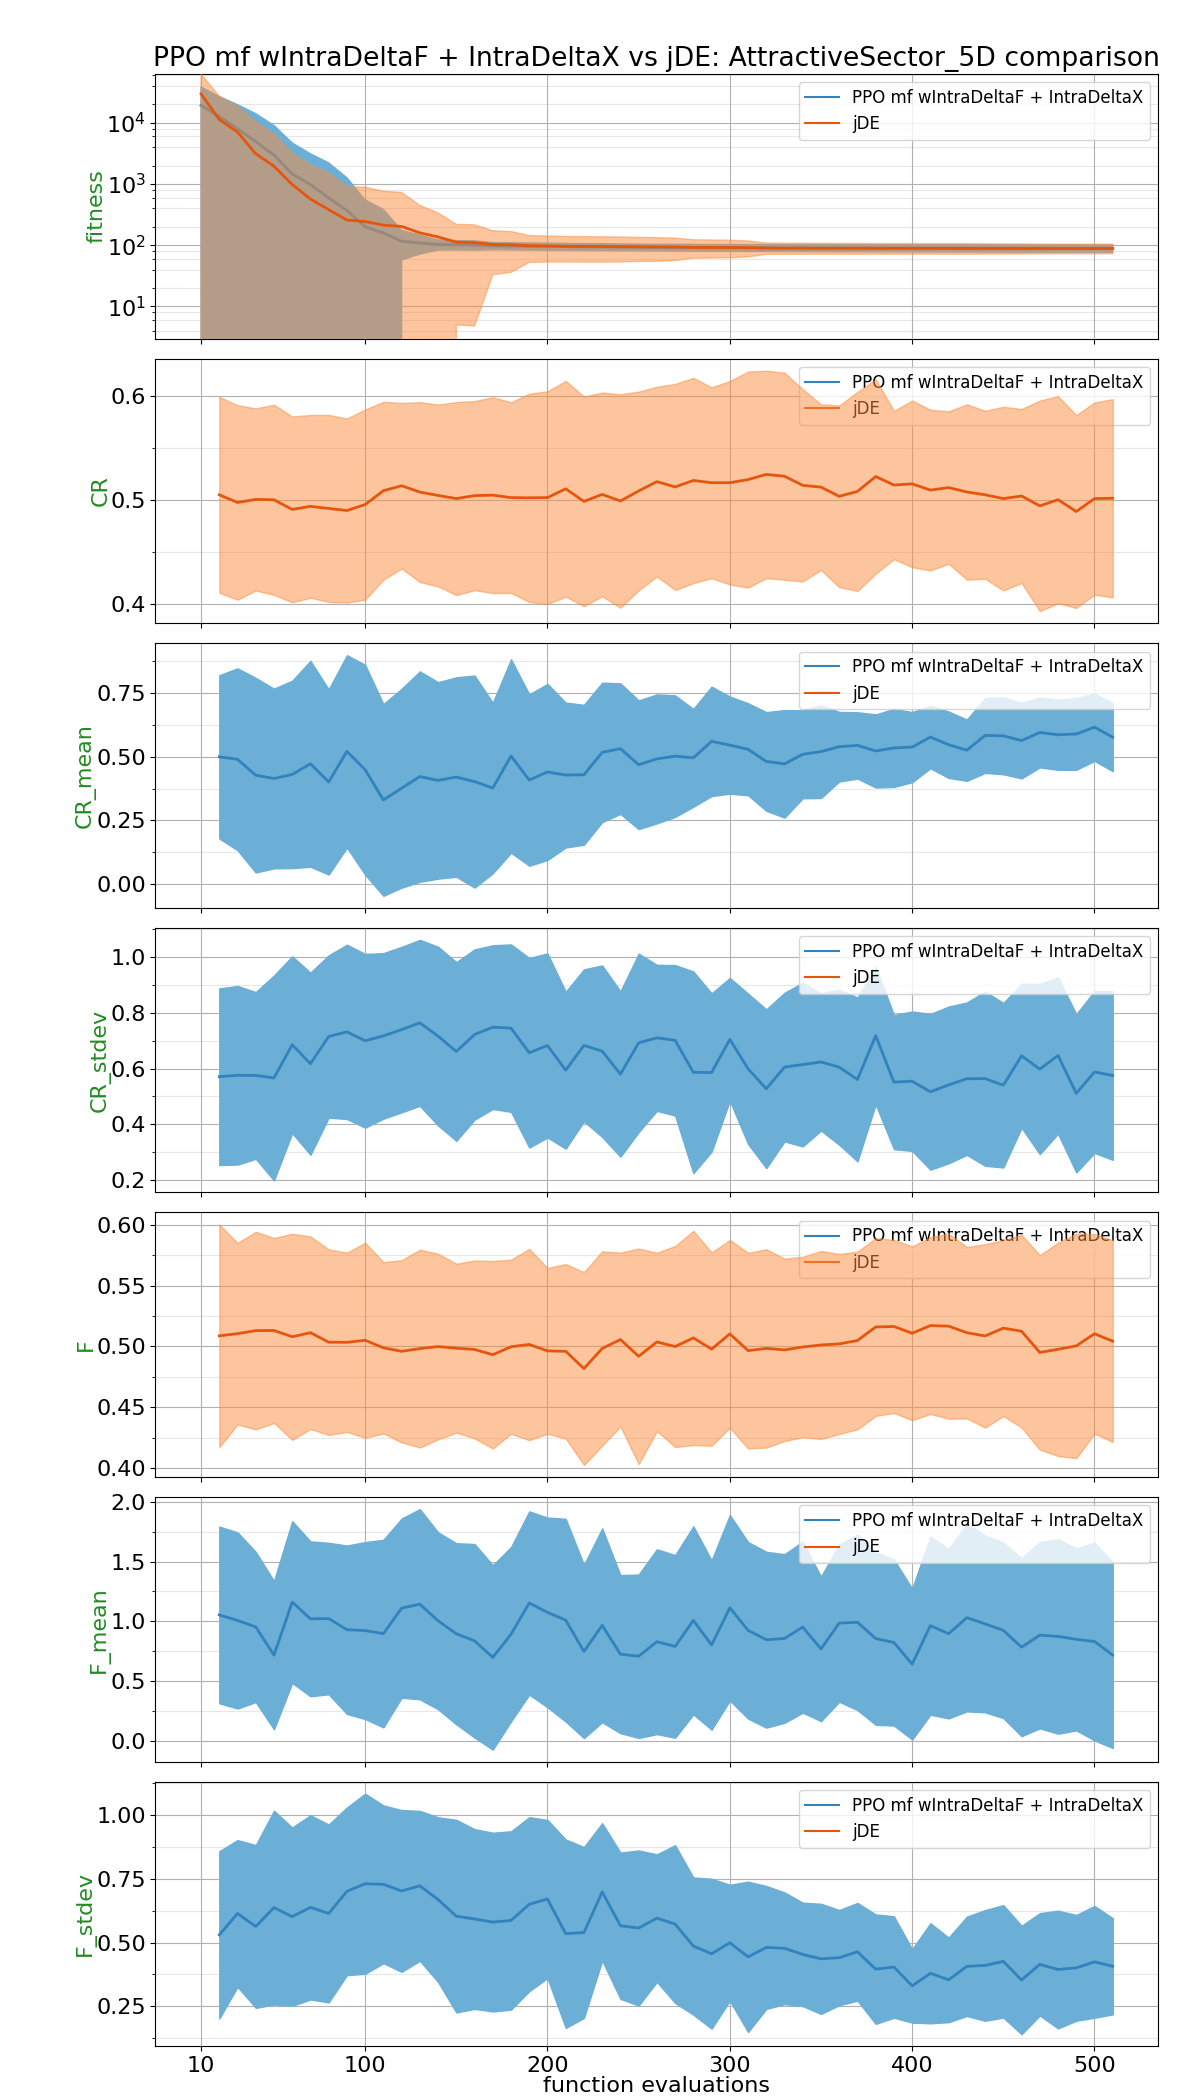 PPO mf wIntraDeltaF + IntraDeltaX vs jDE: AttractiveSector_5D comparison
fitness
10^4
10^3
10^2
10^1
PPO mf wIntraDeltaF + IntraDeltaX
jDE
CR
0.6
0.5
0.4
PPO mf wIntraDeltaF + IntraDeltaX
jDE
CR_mean
0.75
0.50
0.25
0.00
PPO mf wIntraDeltaF + IntraDeltaX
jDE
CR_stdev
1.0
0.8
0.6
0.4
0.2
PPO mf wIntraDeltaF + IntraDeltaX
jDE
F
0.60
0.55
0.50
0.45
0.40
PPO mf wIntraDeltaF + IntraDeltaX
jDE
F_mean
2.0
1.5
1.0
0.5
0.0
PPO mf wIntraDeltaF + IntraDeltaX
jDE
F_stdev
1.00
0.75
0.50
0.25
PPO mf wIntraDeltaF + IntraDeltaX
jDE
10 100 200 300 400 500
function evaluations